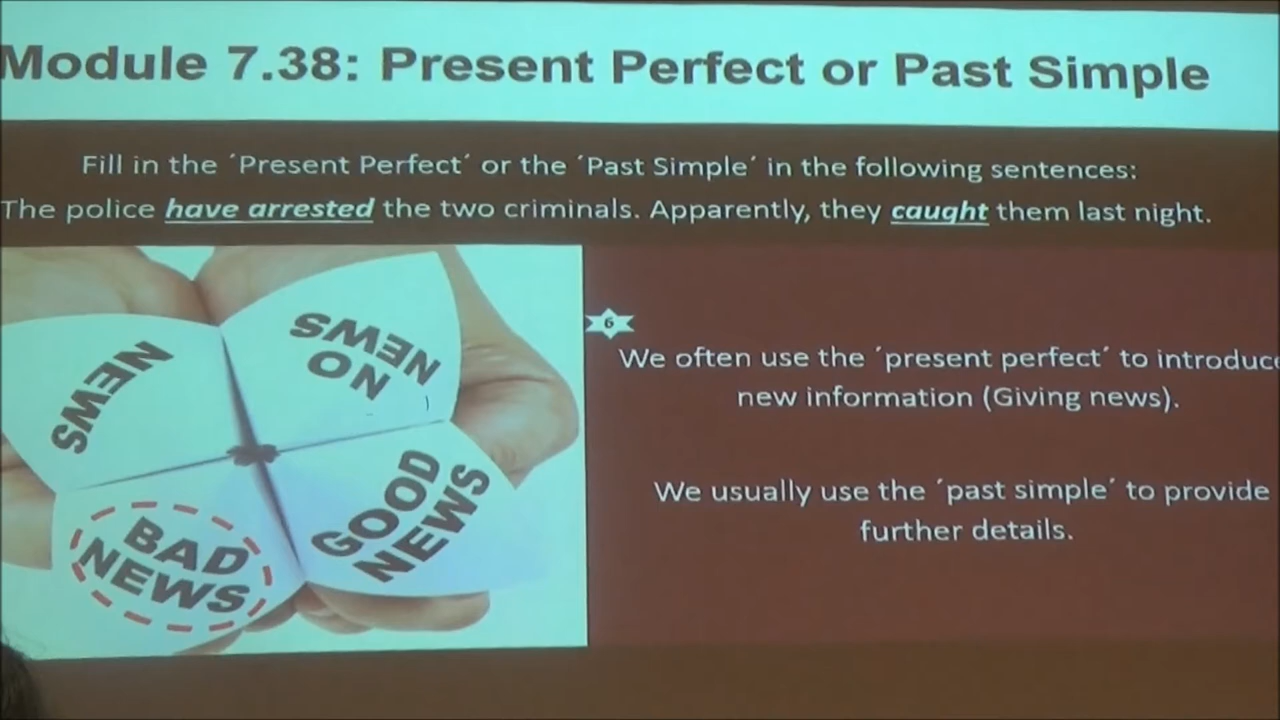 Module 7.38: Present Perfect or Past Simple
Fill in the ´Present Perfect´ or the ´Past Simple´ in the following sentences:
The police have arrested the two criminals. Apparently, they caught them last night.
NEWS
NO
NEWS
BAD
NEWS
GOOD
NEWS
6
We often use the ´present perfect´ to introduce
new information (Giving news).
We usually use the ´past simple´ to provide
further details.